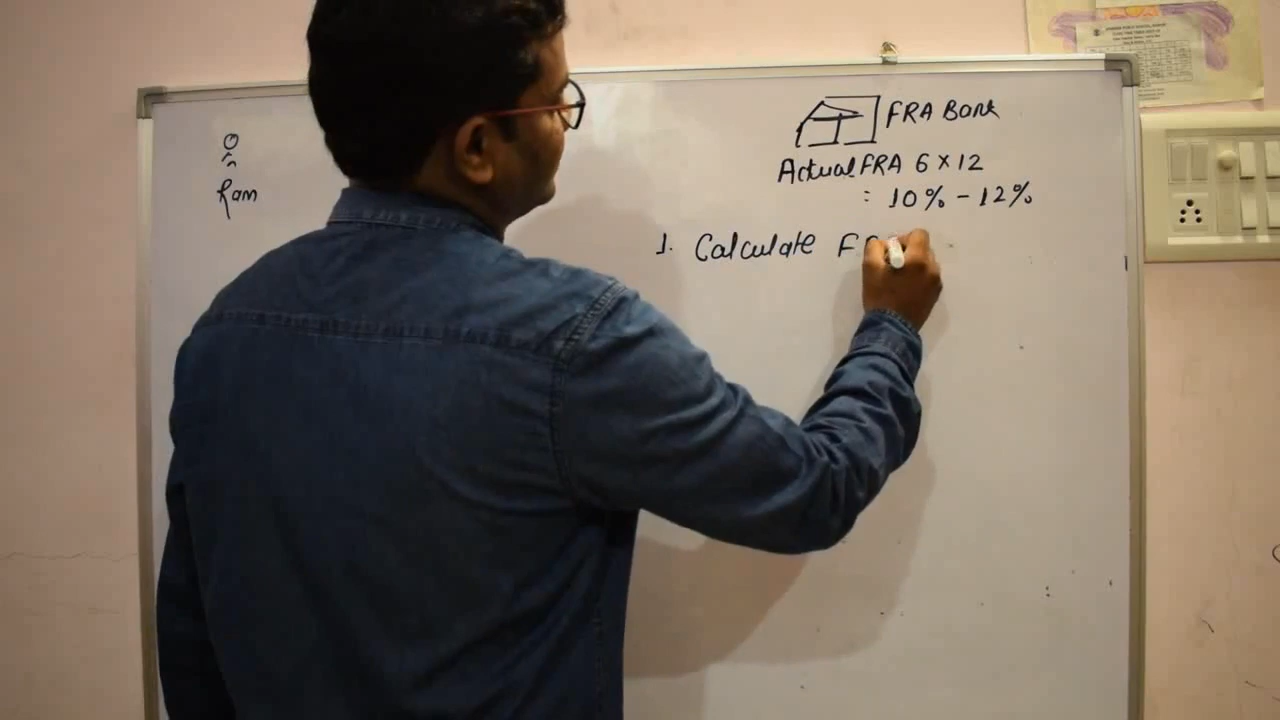 FRA Bank
Actual FRA 6 × 12
: 10% - 12%
Ram
1. Calculate F